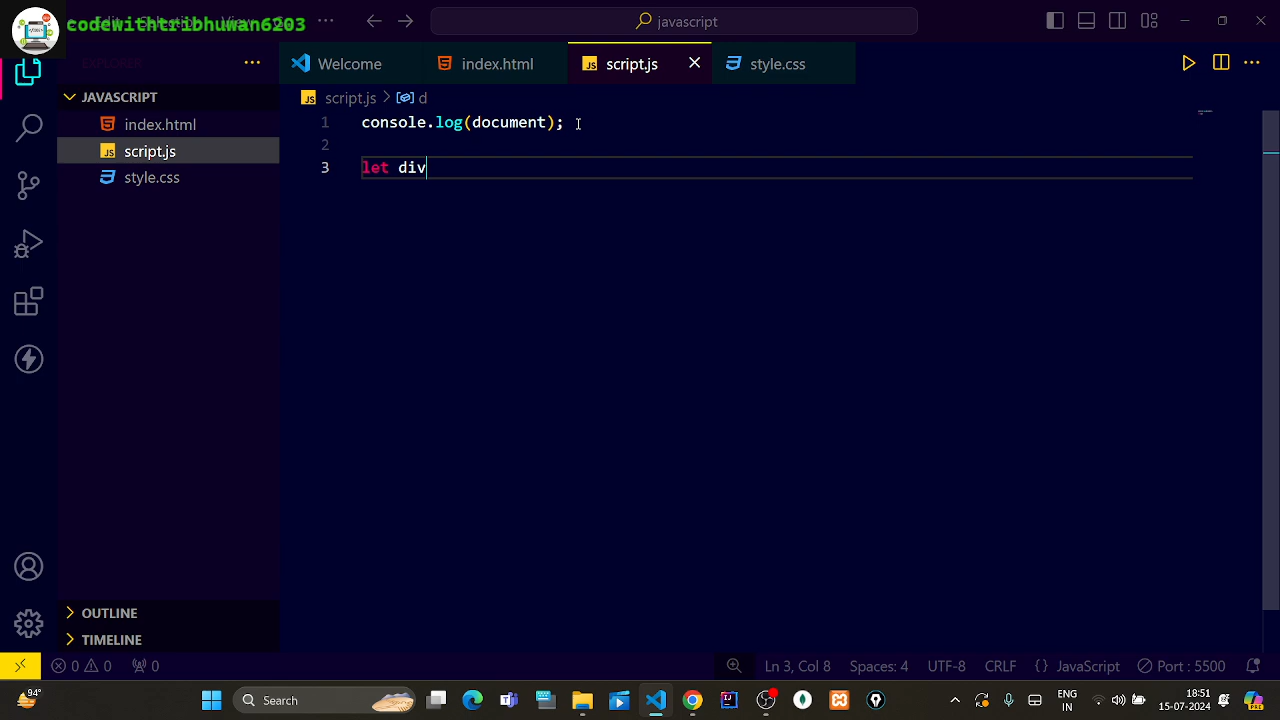 codewithtribhuwan6203
javascript
EXPLORER
Welcome
index.html
script.js
style.css
JAVASCRIPT
index.html
script.js
style.css
script.js
d
1 console.log(document);
2
3 let div
OUTLINE
TIMELINE
0 0 0
Ln 3, Col 8 Spaces: 4 UTF-8 CRLF {} JavaScript Port : 5500
94°
Search
ENG
IN
18:51
15-07-2024